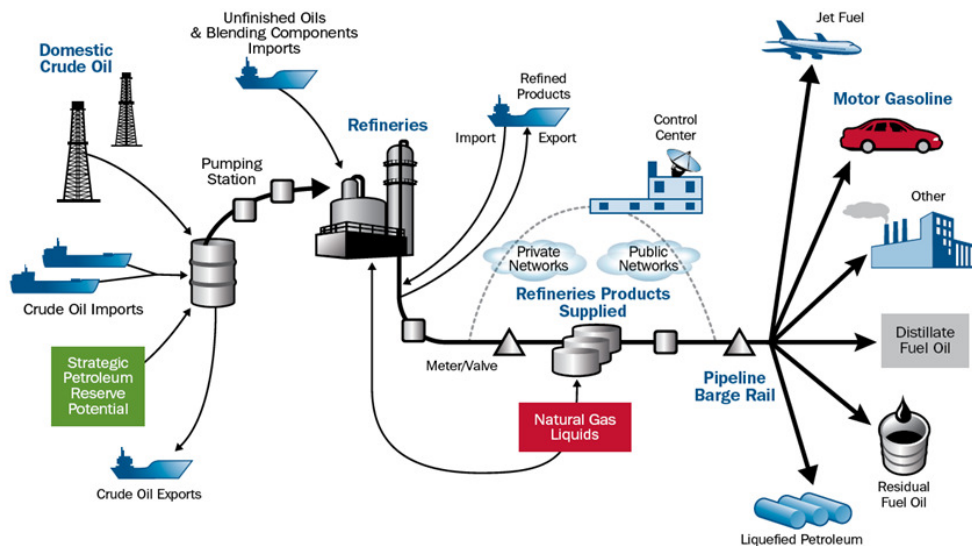 Unfinished Oils
& Blending Components
Imports
Jet Fuel
Domestic
Crude Oil
Refined
Products
Motor Gasoline
Refineries
Import
Export
Control
Center
Pumping
Station
Other
Private
Networks
Public
Networks
Refineries Products
Supplied
Crude Oil Imports
Distillate
Fuel Oil
Strategic
Petroleum
Reserve
Potential
Meter/Valve
Pipeline
Barge Rail
Natural Gas
Liquids
Crude Oil Exports
Residual
Fuel Oil
Liquefied Petroleum